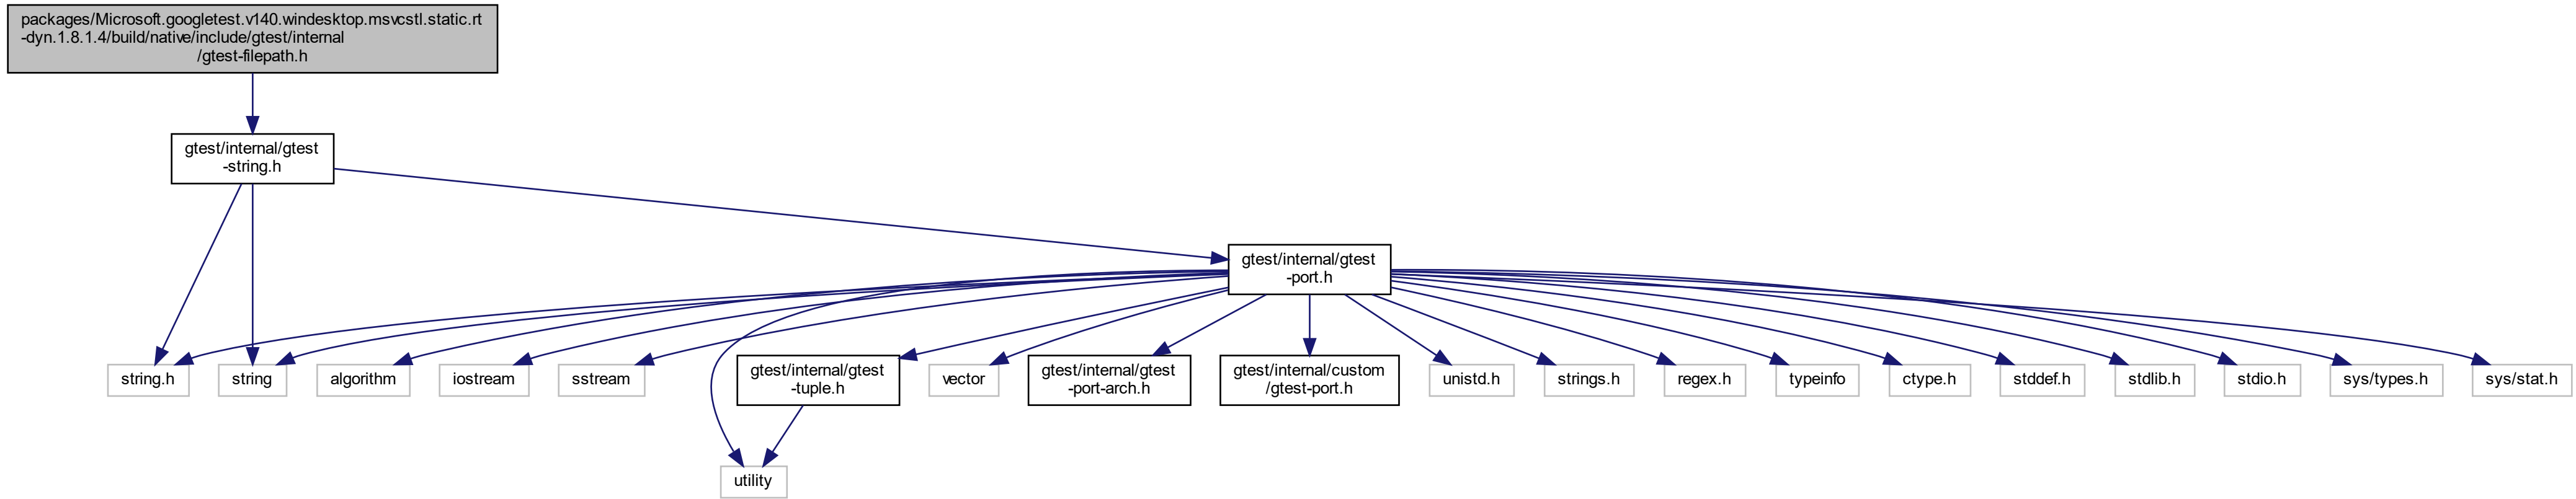 packages/Microsoft.googletest.v140.windesktop.msvcstl.static.rt
-dyn.1.8.1.4/build/native/include/gtest/internal
/gtest-filepath.h
gtest/internal/gtest
-string.h
gtest/internal/gtest
-port.h
string.h
string
algorithm
iostream
sstream
gtest/internal/gtest
-tuple.h
vector
gtest/internal/gtest
-port-arch.h
gtest/internal/custom
/gtest-port.h
unistd.h
strings.h
regex.h
typeinfo
ctype.h
stddef.h
stdlib.h
stdio.h
sys/types.h
sys/stat.h
utility